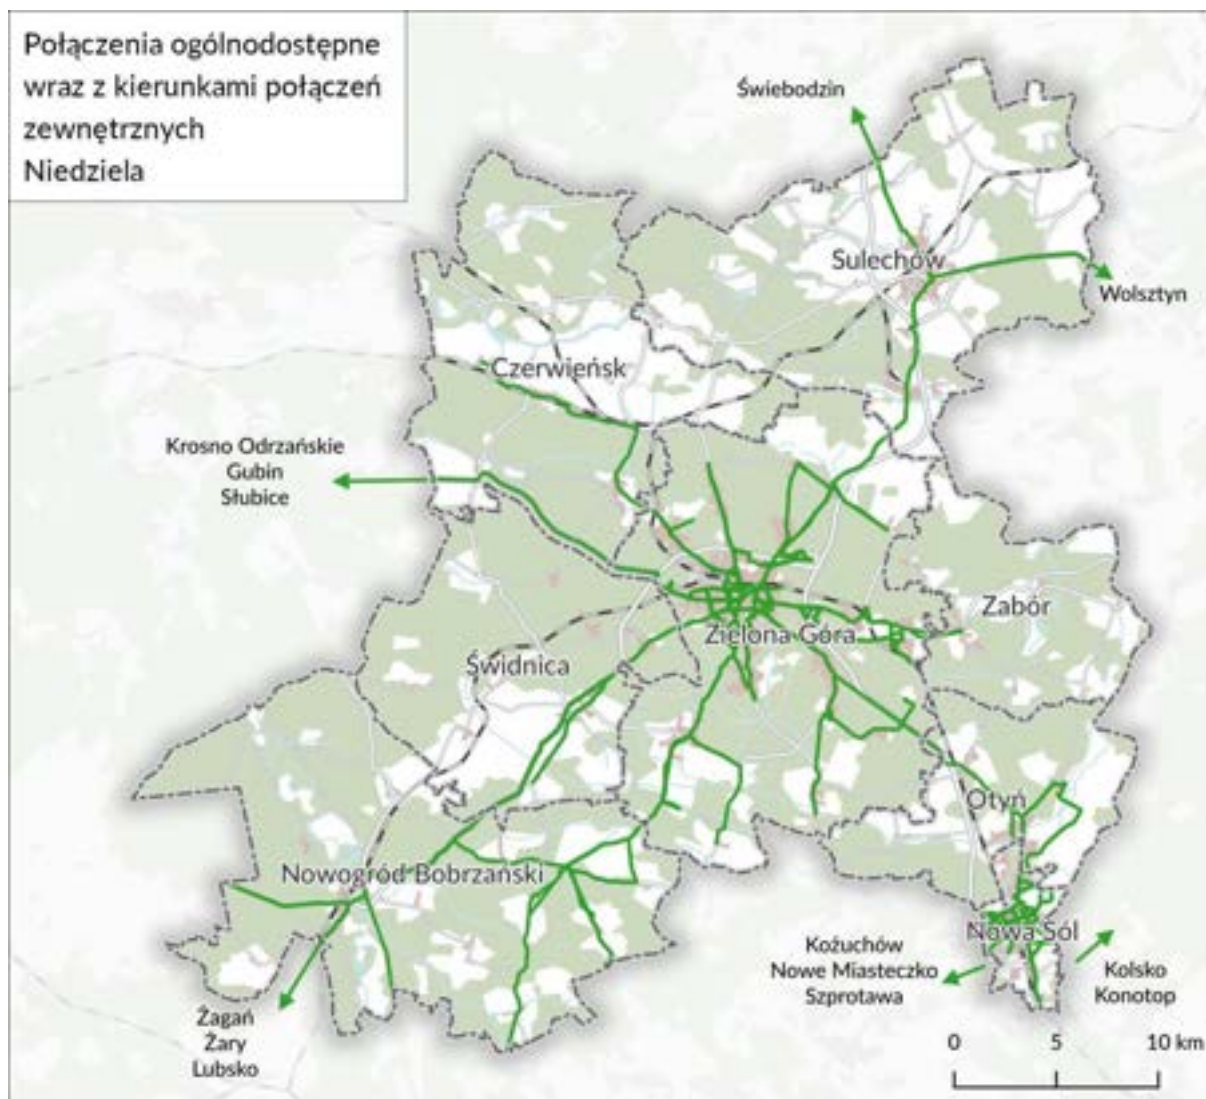 Połączenia ogólnodostępne
wraz z kierunkami połączeń
zewnętrznych
Niedziela
Świebodzin
Sulechów
Wolsztyn
Czerwieńsk
Krosno Odrzańskie
Gubin
Słubice
Zabór
Zielona Góra
Świdnica
Otyń
Nowogród Bobrzański
Nowa Sól
Kożuchów
Nowe Miasteczko
Szprotawa
Kolsko
Konotop
Żagań
Żary
Lubsko
0 5 10 km